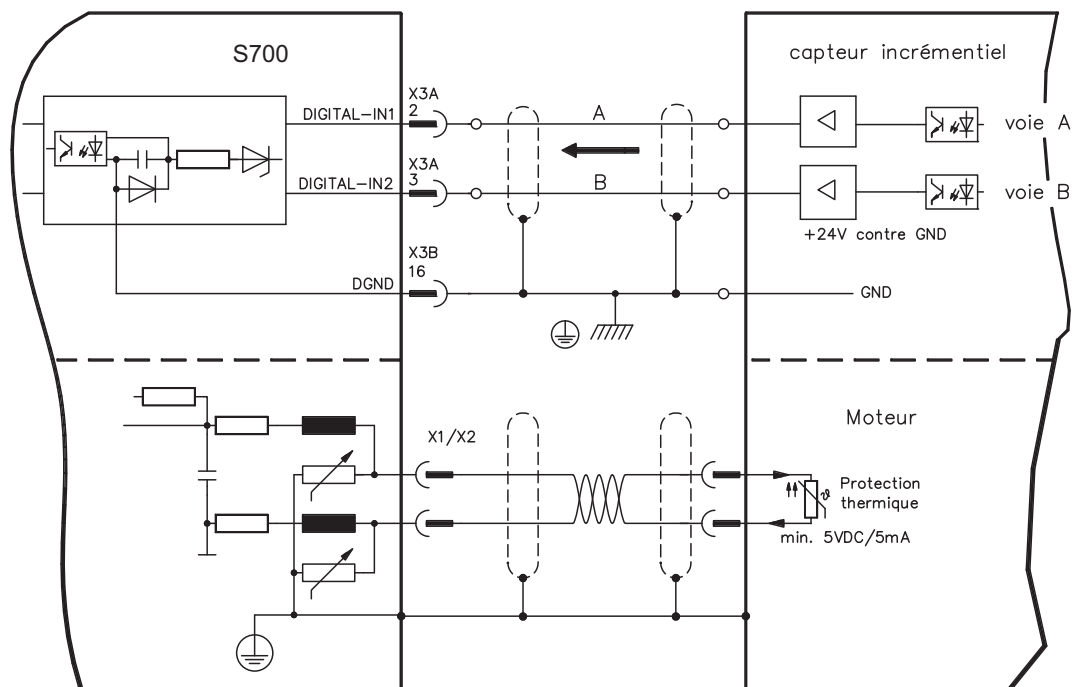 S700
capteur incrémentiel
DIGITAL-IN1
X3A
2
A
voie A
DIGITAL-IN2
X3A
3
B
voie B
+24V contre GND
X3B
16
DGND
GND
Moteur
X1/X2
Protection
thermique
min. 5VDC/5mA